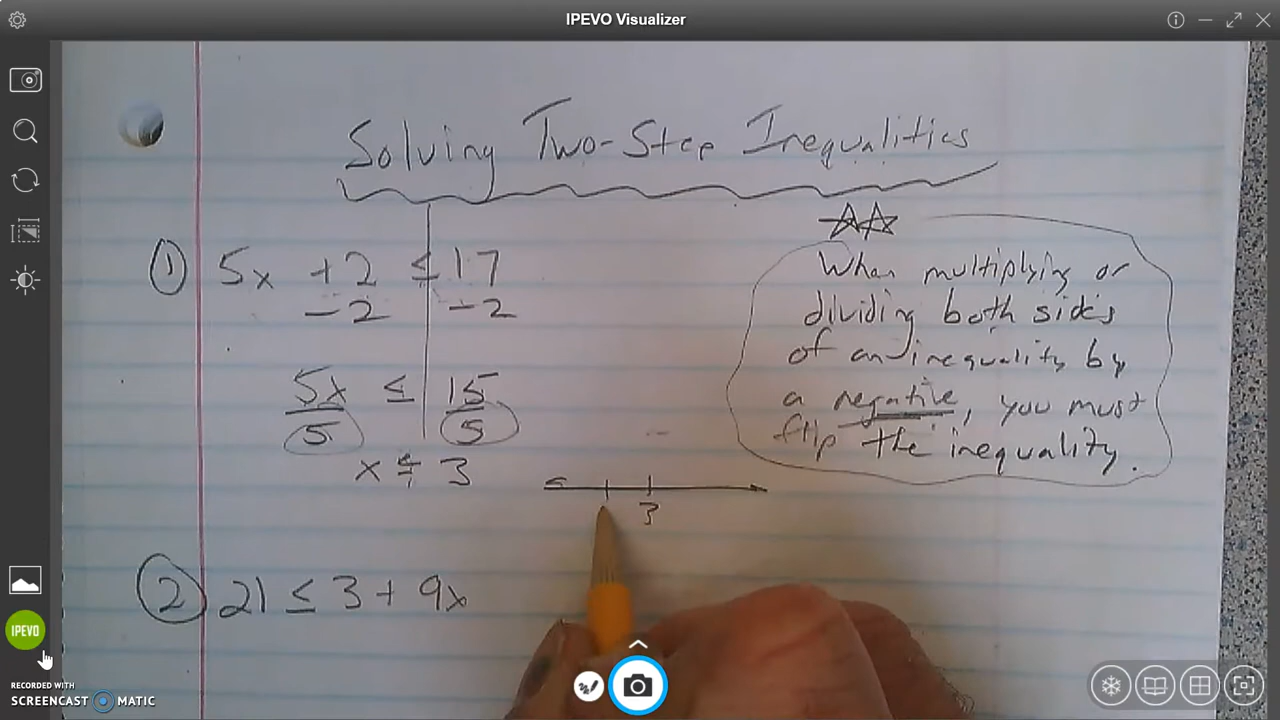 IPEVO Visualizer
Solving Two-Step Inequalities
① 5x + 2 ≤ 17
- 2 - 2
5x ≤ 15
5 5
x ≤ 3
3
② 21 ≤ 3 + 9x
When multiplying or
dividing both sides
of an inequality by
a negative, you must
flip the inequality.
IPEVO
RECORDED WITH
SCREENCAST MATIC